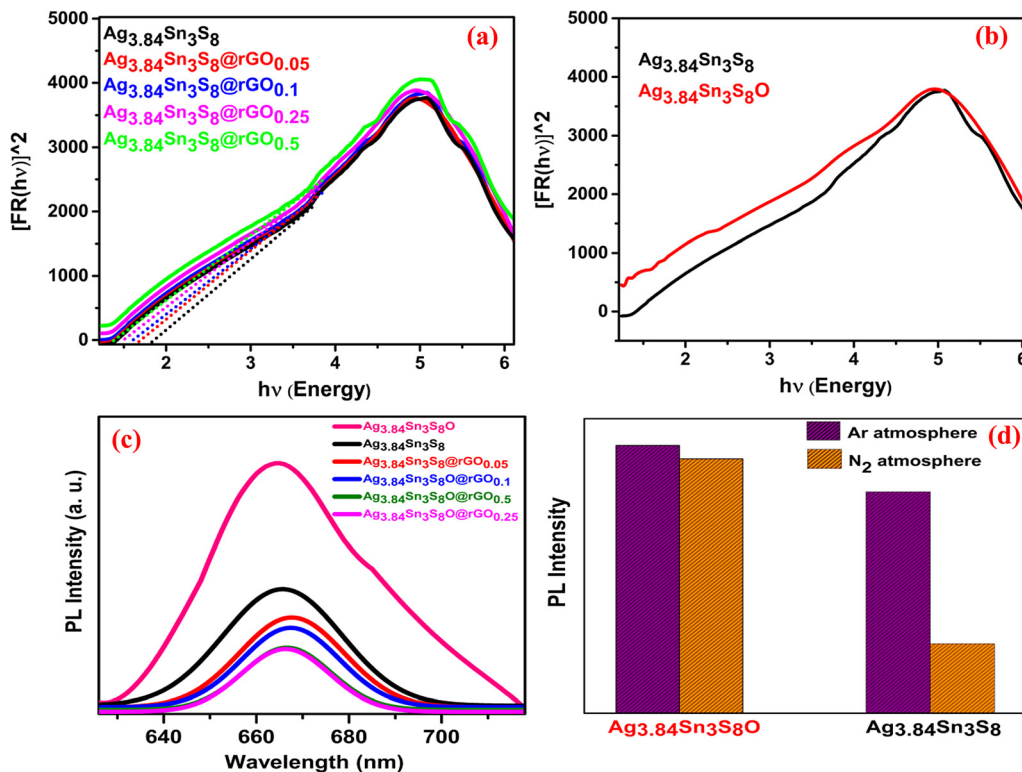 (a)
Ag3.84Sn3S8
Ag3.84Sn3S8@rGO0.05
Ag3.84Sn3S8@rGO0.1
Ag3.84Sn3S8@rGO0.25
Ag3.84Sn3S8@rGO0.5
[FR(hν)]^2
5000
4000
3000
2000
1000
0
2 3 4 5 6
hν (Energy)
(b)
Ag3.84Sn3S8
Ag3.84Sn3S8O
[FR(hν)]^2
5000
4000
3000
2000
1000
0
2 3 4 5 6
hν (Energy)
(c)
Ag3.84Sn3S8O
Ag3.84Sn3S8
Ag3.84Sn3S8@rGO0.05
Ag3.84Sn3S8O@rGO0.1
Ag3.84Sn3S8O@rGO0.5
Ag3.84Sn3S8O@rGO0.25
PL Intensity (a. u.)
640 660 680 700
Wavelength (nm)
(d)
Ar atmosphere
N2 atmosphere
PL Intensity
Ag3.84Sn3S8O Ag3.84Sn3S8